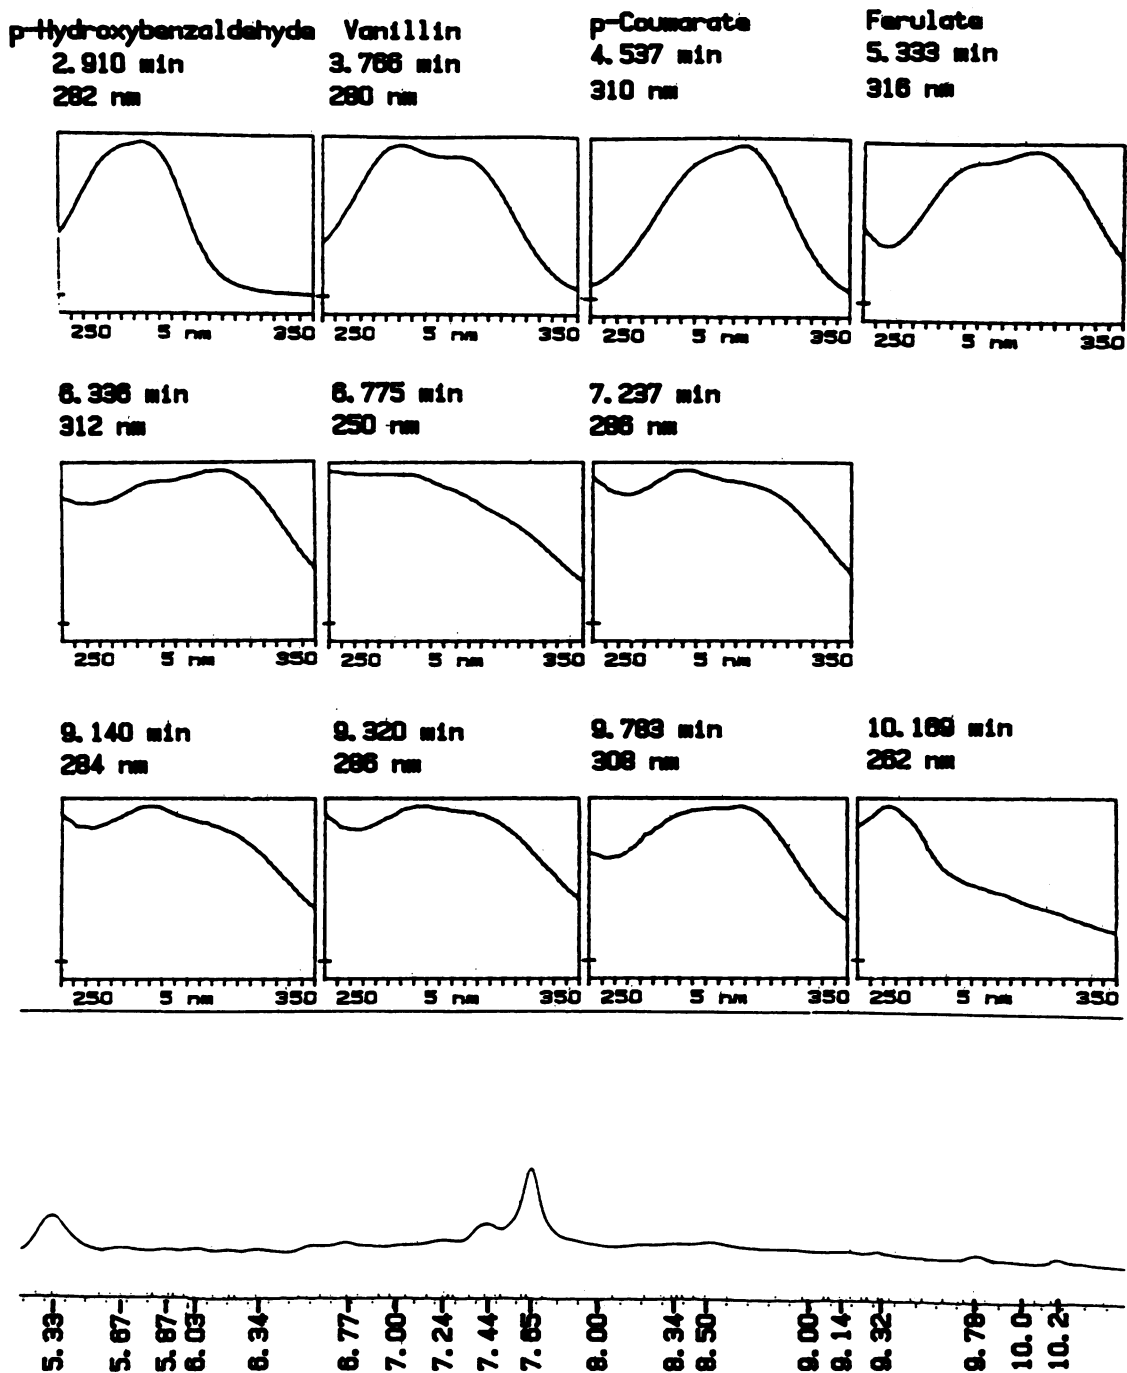 p-Hydroxybenzaldehyde Vanillin p-Coumarate Ferulate
2.910 min 3.766 min 4.537 min 5.333 min
282 nm 280 nm 310 nm 316 nm
250 5 nm 350 250 5 nm 350 250 5 nm 350 250 5 nm 350
6.336 min 6.775 min 7.237 min
312 nm 250 nm 286 nm
250 5 nm 350 250 5 nm 350 250 5 nm 350
9.140 min 9.320 min 9.783 min 10.169 min
284 nm 286 nm 308 nm 262 nm
250 5 nm 350 250 5 nm 350 250 5 nm 350 250 5 nm 350
5.33 5.67 5.87 6.03 6.34 6.77 7.00 7.24 7.44 7.65 8.00 8.34 8.50 9.00 9.14 9.32 9.78 10.0 10.2